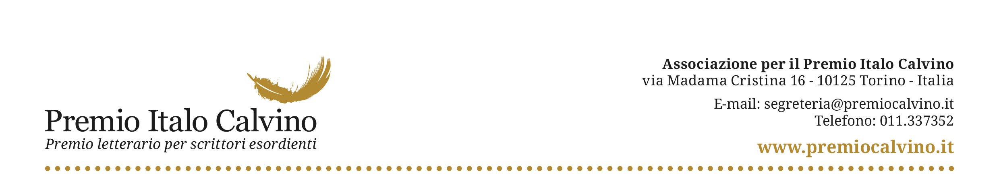 Premio Italo Calvino
Premio letterario per scrittori esordienti
Associazione per il Premio Italo Calvino
via Madama Cristina 16 - 10125 Torino - Italia
E-mail: segreteria@premiocalvino.it
Telefono: 011.337352
www.premiocalvino.it